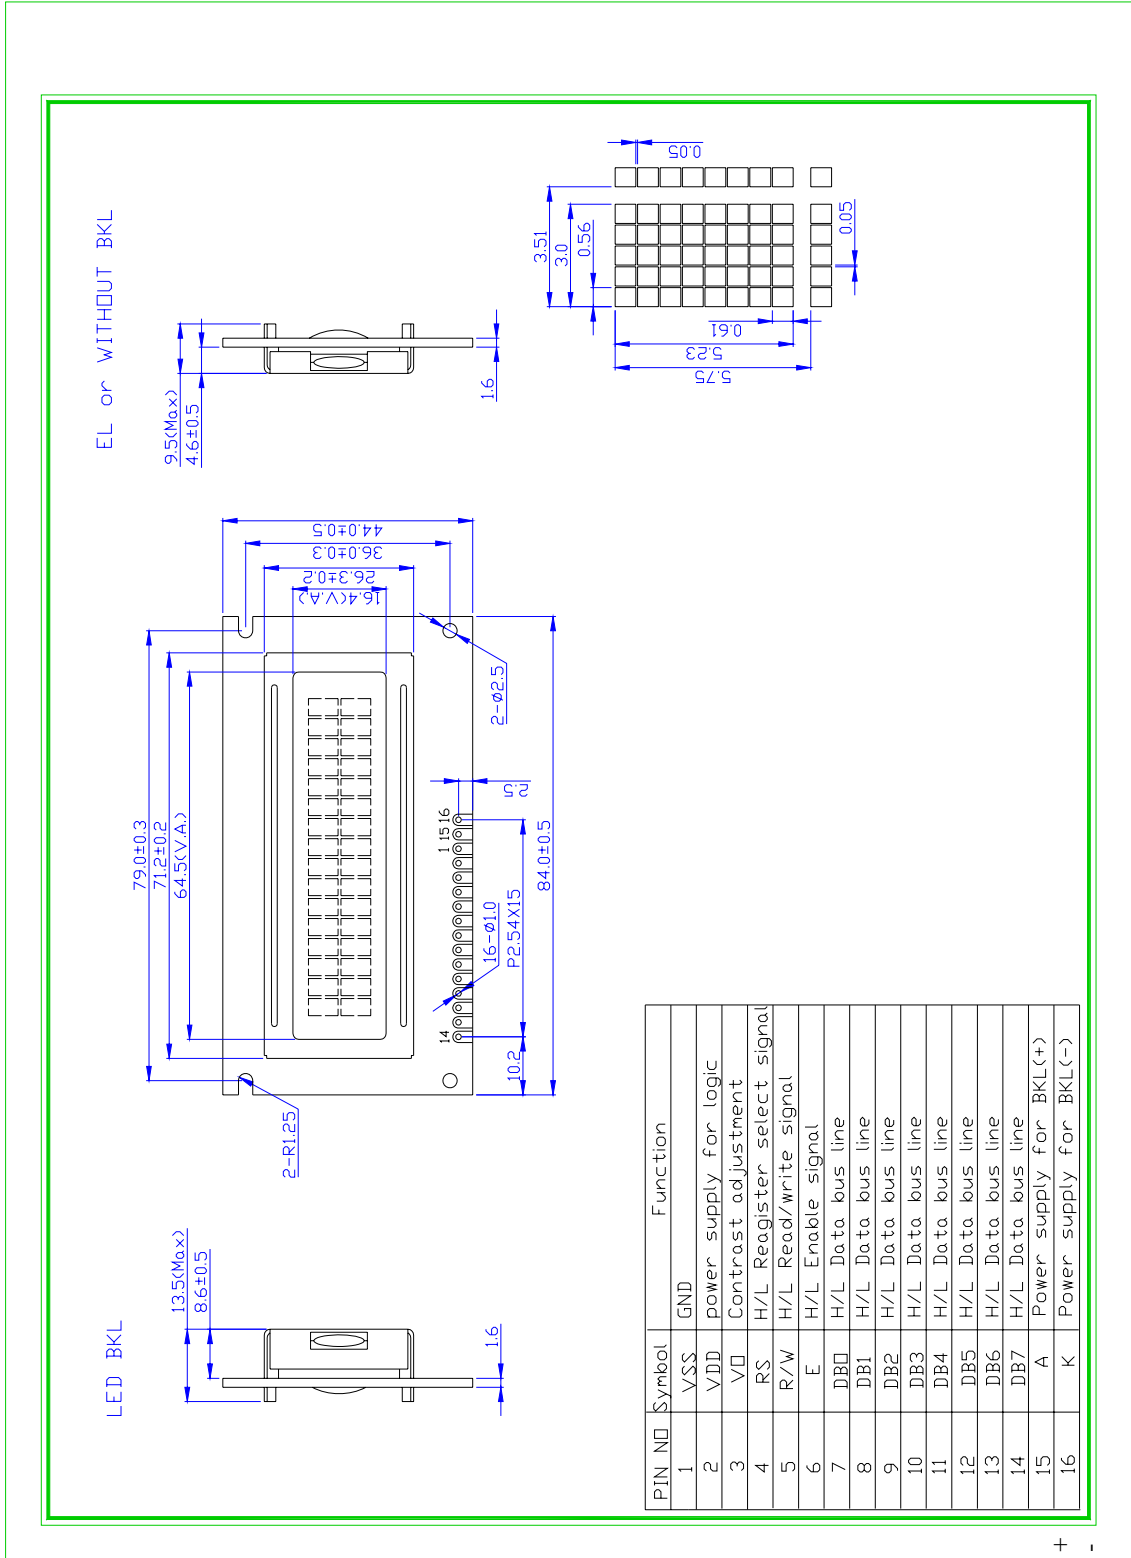 LED BKL
13.5(Max)
8.6±0.5
1.6
79.0±0.3
71.2±0.2
64.5(V.A.)
2-R1.25
44.0±0.5
36.0±0.3
26.3±0.2
16.4(V.A.)
2-ø2.5
2.5
14
1 15 16
16-ø1.0
P2.54X15
10.2
84.0±0.5
EL or WITHOUT BKL
9.5(Max)
4.6±0.5
1.6
3.51
3.0
0.56
0.05
0.61
5.23
5.75
0.05
PIN NO Symbol Function
1 VSS GND
2 VDD power supply for logic
3 VO Contrast adjustment
4 RS H/L Reagister select signal
5 R/W H/L Read/write signal
6 E H/L Enable signal
7 DB0 H/L Data bus line
8 DB1 H/L Data bus line
9 DB2 H/L Data bus line
10 DB3 H/L Data bus line
11 DB4 H/L Data bus line
12 DB5 H/L Data bus line
13 DB6 H/L Data bus line
14 DB7 H/L Data bus line
15 A Power supply for BKL(+)
16 K Power supply for BKL(-)
+
-